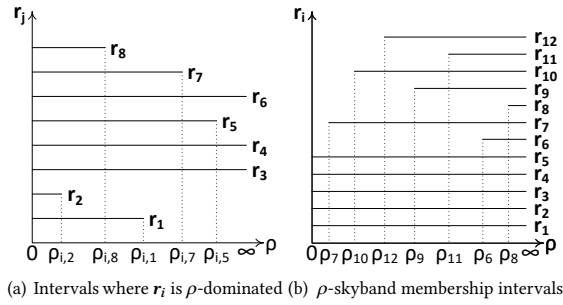 r_j
r_8
r_7
r_6
r_5
r_4
r_3
r_2
r_1
0 ρ_{i,2} ρ_{i,8} ρ_{i,1} ρ_{i,7} ρ_{i,5} ∞ ρ
r_i
r_12
r_11
r_10
r_9
r_8
r_7
r_6
r_5
r_4
r_3
r_2
r_1
0 ρ_7 ρ_10 ρ_12 ρ_9 ρ_11 ρ_6 ρ_8 ∞ ρ
(a) Intervals where r_i is ρ-dominated (b) ρ-skyband membership intervals